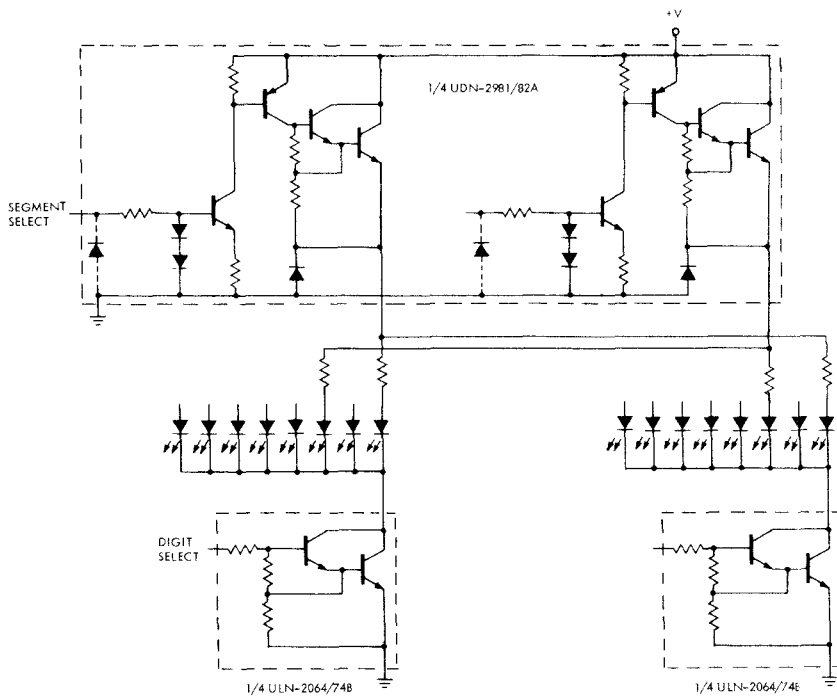 +V
1/4 UDN-2981/82A
SEGMENT
SELECT
DIGIT
SELECT
1/4 ULN-2064/74B
1/4 ULN-2064/74B